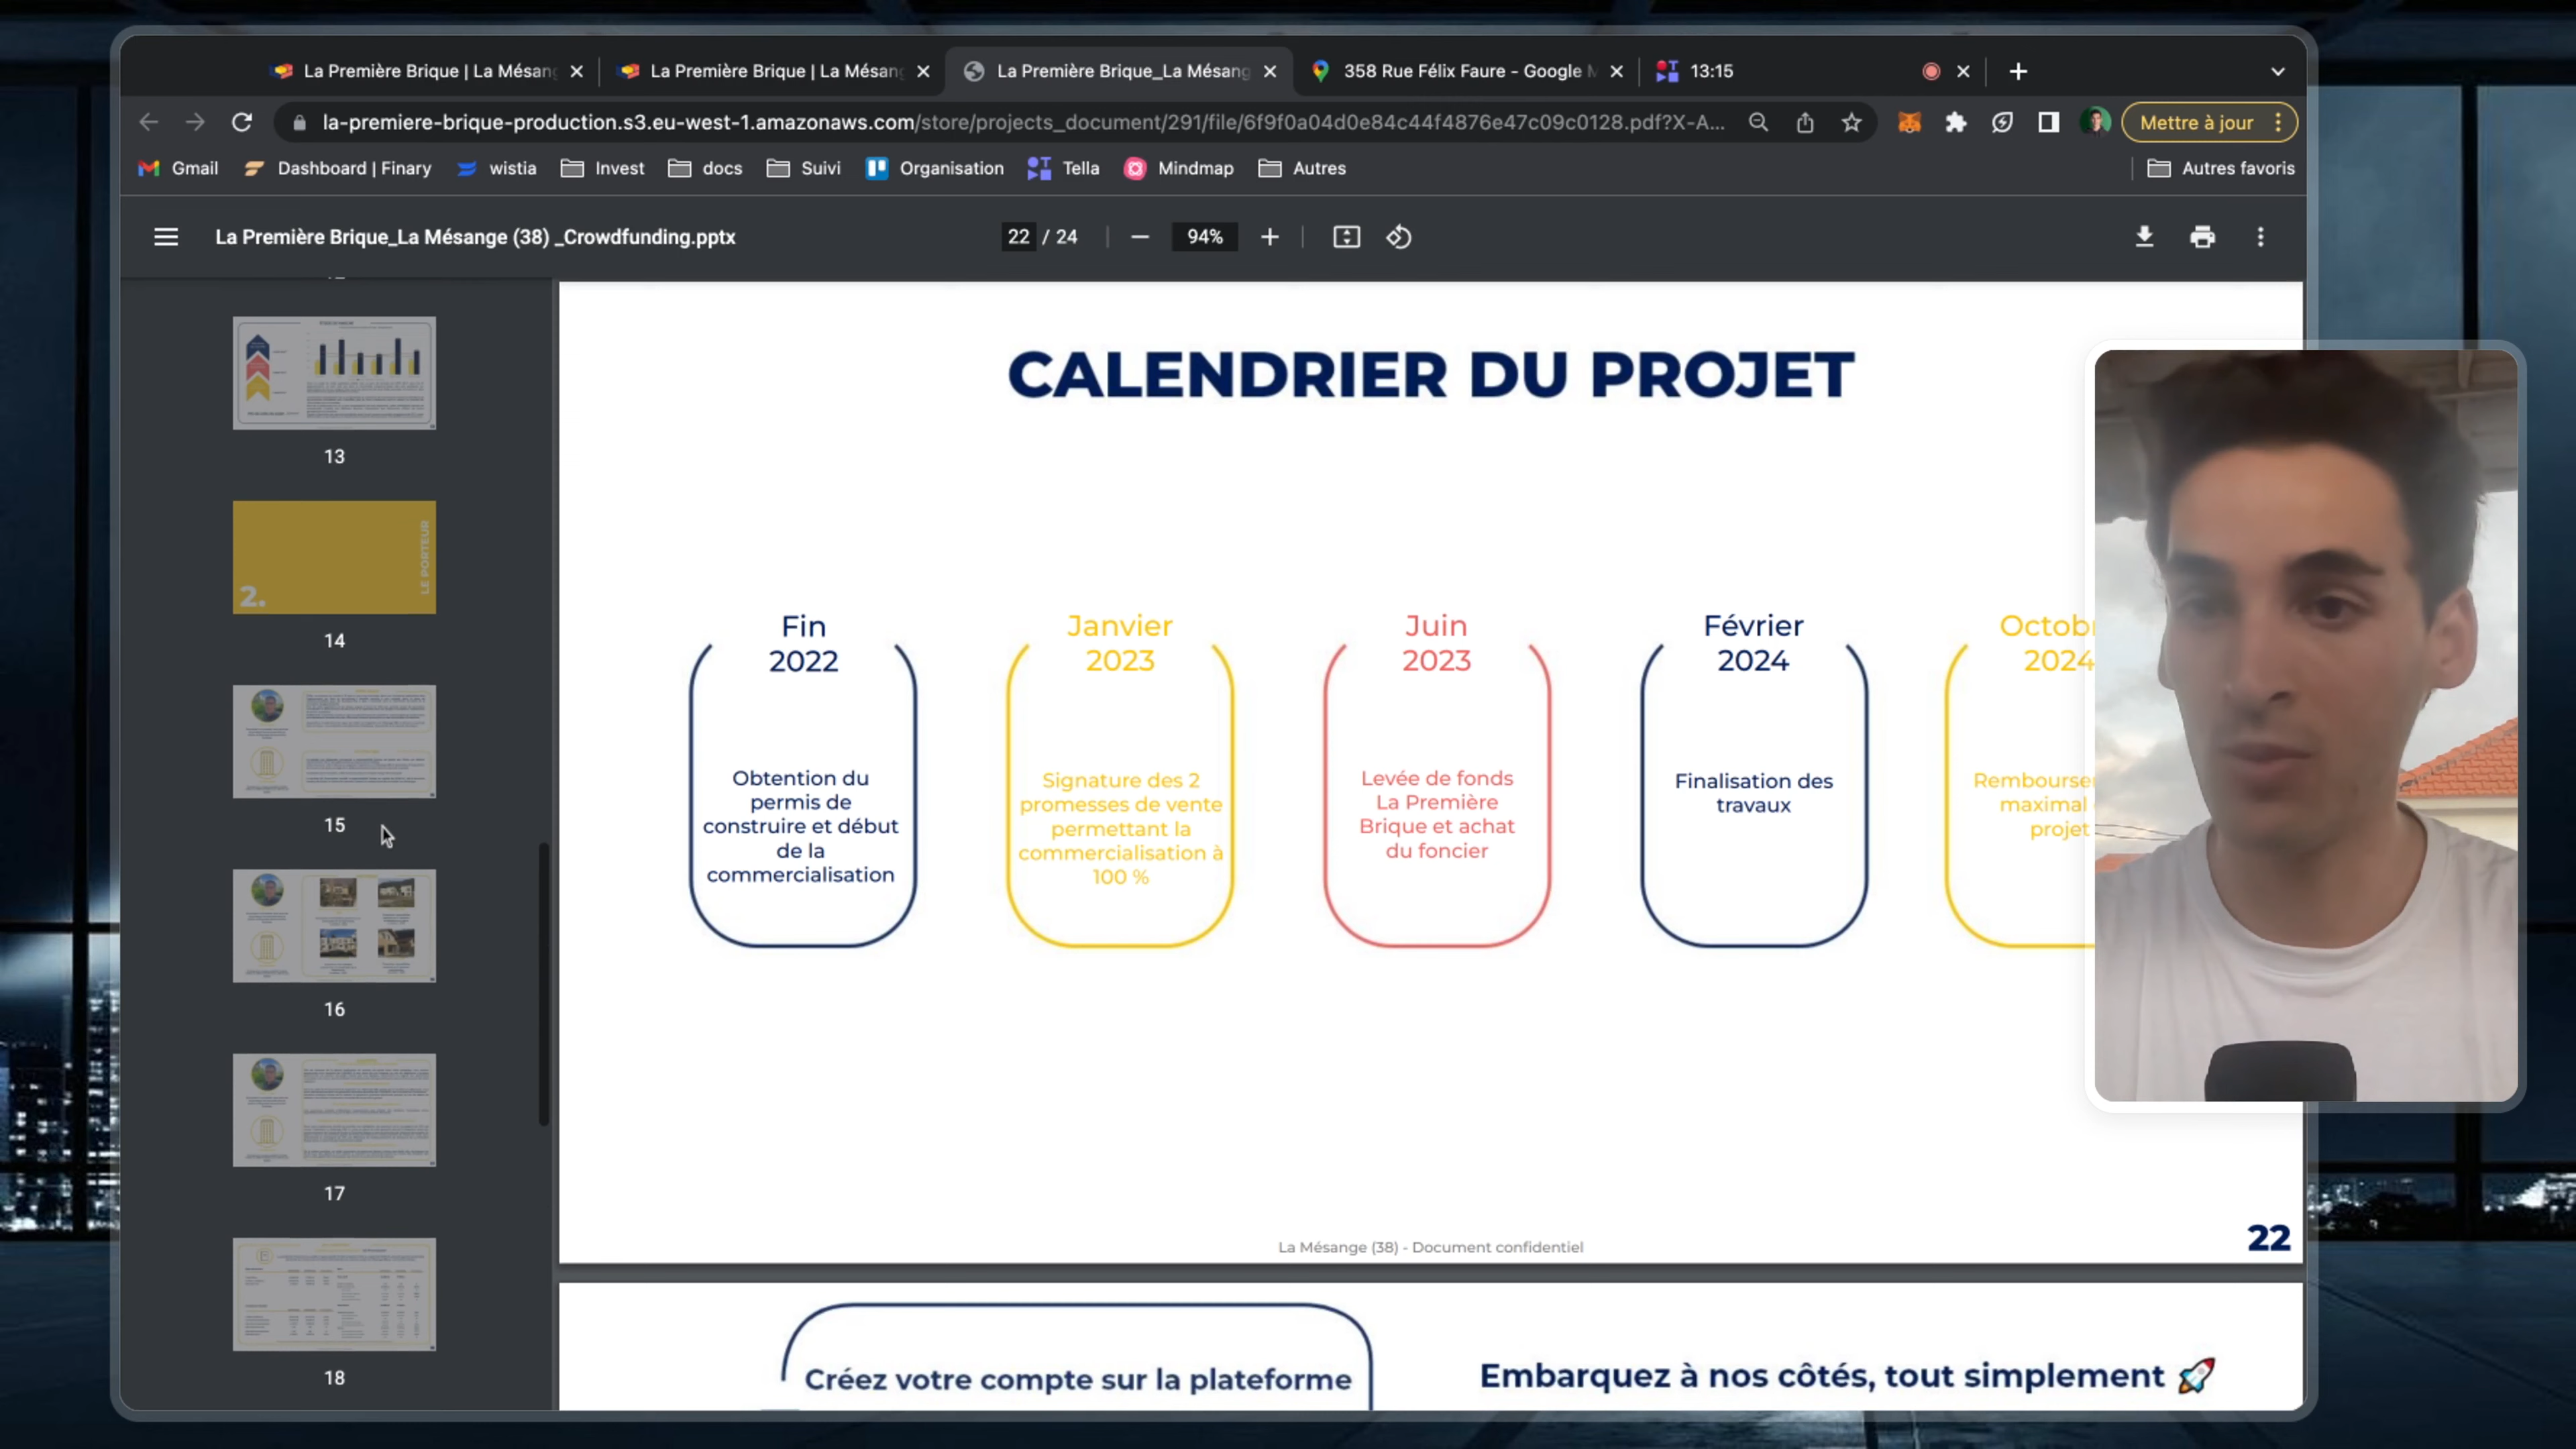 La Première Brique | La Mésan
La Première Brique | La Mésan
La Première Brique_La Mésang
358 Rue Félix Faure - Google M
13:15
la-premiere-brique-production.s3.eu-west-1.amazonaws.com/store/projects_document/291/file/6f9f0a04d0e84c44f4876e47c09c0128.pdf?X-A...
Mettre à jour
Gmail
Dashboard | Finary
wistia
Invest
docs
Suivi
Organisation
Tella
Mindmap
Autres
Autres favoris
La Première Brique_La Mésange (38) _Crowdfunding.pptx
22 / 24
94%
13
2.
LE PORTEUR
14
15
16
17
18
CALENDRIER DU PROJET
Fin
2022
Obtention du
permis de
construire et début
de la
commercialisation
Janvier
2023
Signature des 2
promesses de vente
permettant la
commercialisation à
100 %
Juin
2023
Levée de fonds
La Première
Brique et achat
du foncier
Février
2024
Finalisation des
travaux
Octob
2024
Rembourse
maximal
projet
La Mésange (38) - Document confidentiel
22
Créez votre compte sur la plateforme
Embarquez à nos côtés, tout simplement 🚀